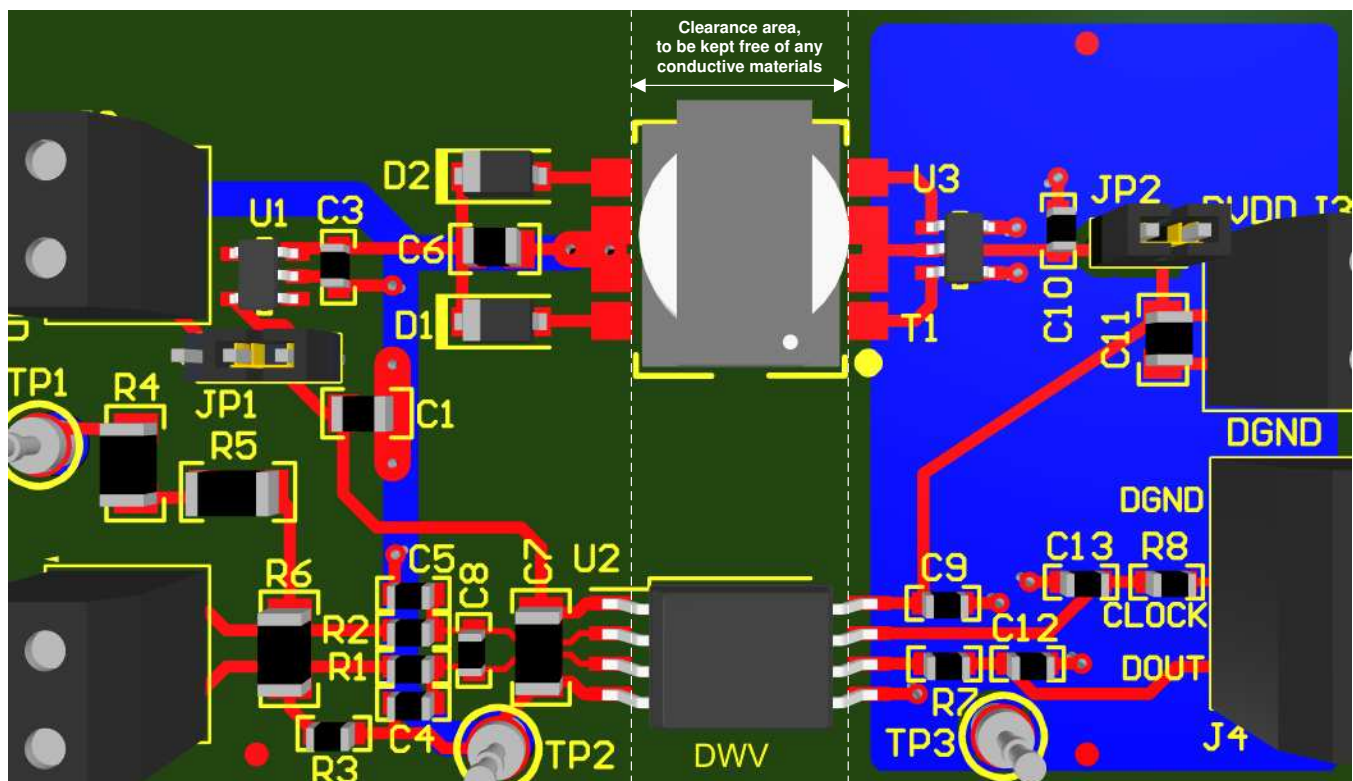 Clearance area,
to be kept free of any
conductive materials
D2
U3
JP2
U1
C3
DVDD J3
C6
C10
D1
T1
C11
TP1
R4
JP1
C1
R5
DGND
DGND
C5
U2
C7
C8
C13
R8
R6
C9
R2
CLOCK
C12
R1
DOUT
R7
C4
TP2
TP3
J4
R3
DWV